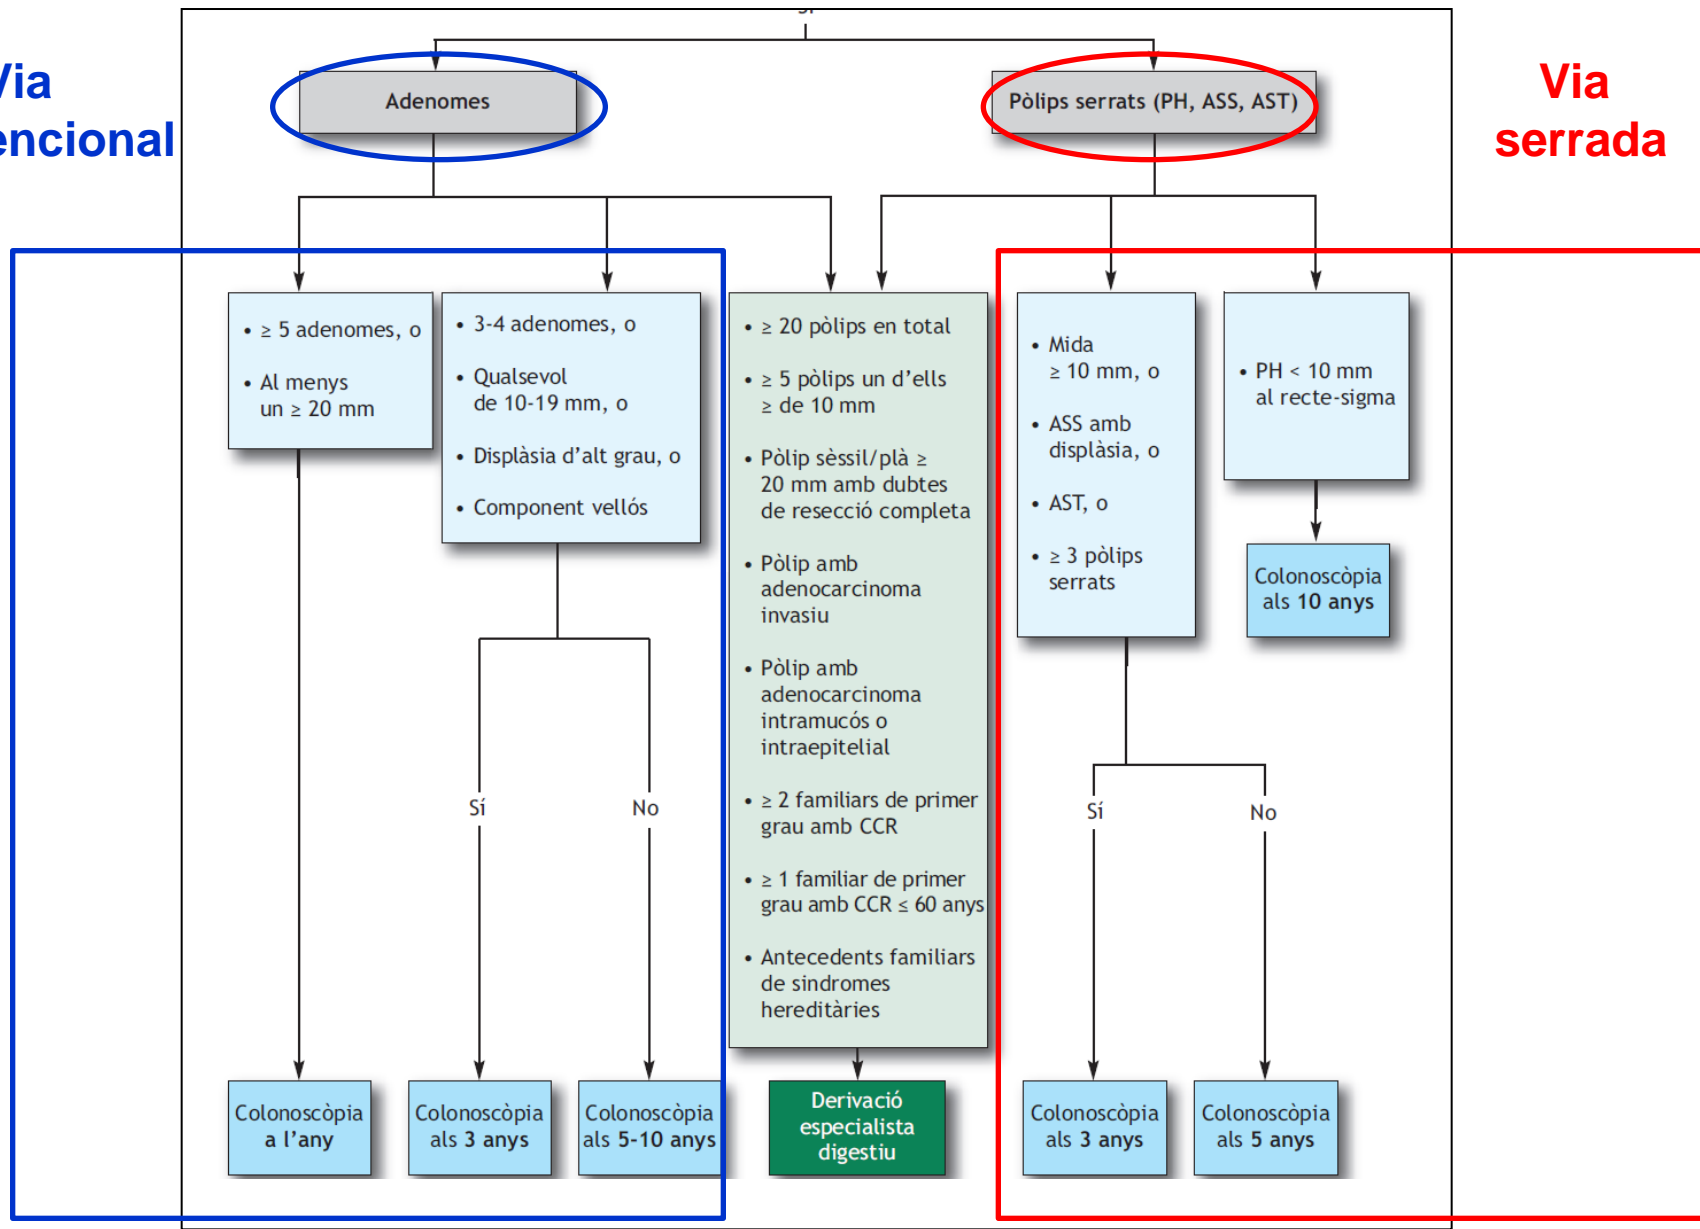 Via
encional
Adenomes
Pòlips serrats (PH, ASS, AST)
Via
serrada
• ≥ 5 adenomes, o
• Al menys
un ≥ 20 mm
• 3-4 adenomes, o
• Qualsevol
de 10-19 mm, o
• Displàsia d'alt grau, o
• Component vellós
• ≥ 20 pòlips en total
• ≥ 5 pòlips un d'ells
≥ de 10 mm
• Pòlip sèssil/plà ≥
20 mm amb dubtes
de resecció completa
• Pòlip amb
adenocarcinoma
invasiu
• Pòlip amb
adenocarcinoma
intramucós o
intraepitelial
• ≥ 2 familiars de primer
grau amb CCR
• ≥ 1 familiar de primer
grau amb CCR ≤ 60 anys
• Antecedents familiars
de sindromes
hereditàries
• Mida
≥ 10 mm, o
• ASS amb
displàsia, o
• AST, o
• ≥ 3 pòlips
serrats
• PH < 10 mm
al recte-sigma
Colonoscòpia
als 10 anys
Sí
No
Sí
No
Colonoscòpia
a l'any
Colonoscòpia
als 3 anys
Colonoscòpia
als 5-10 anys
Derivació
especialista
digestiu
Colonoscòpia
als 3 anys
Colonoscòpia
als 5 anys